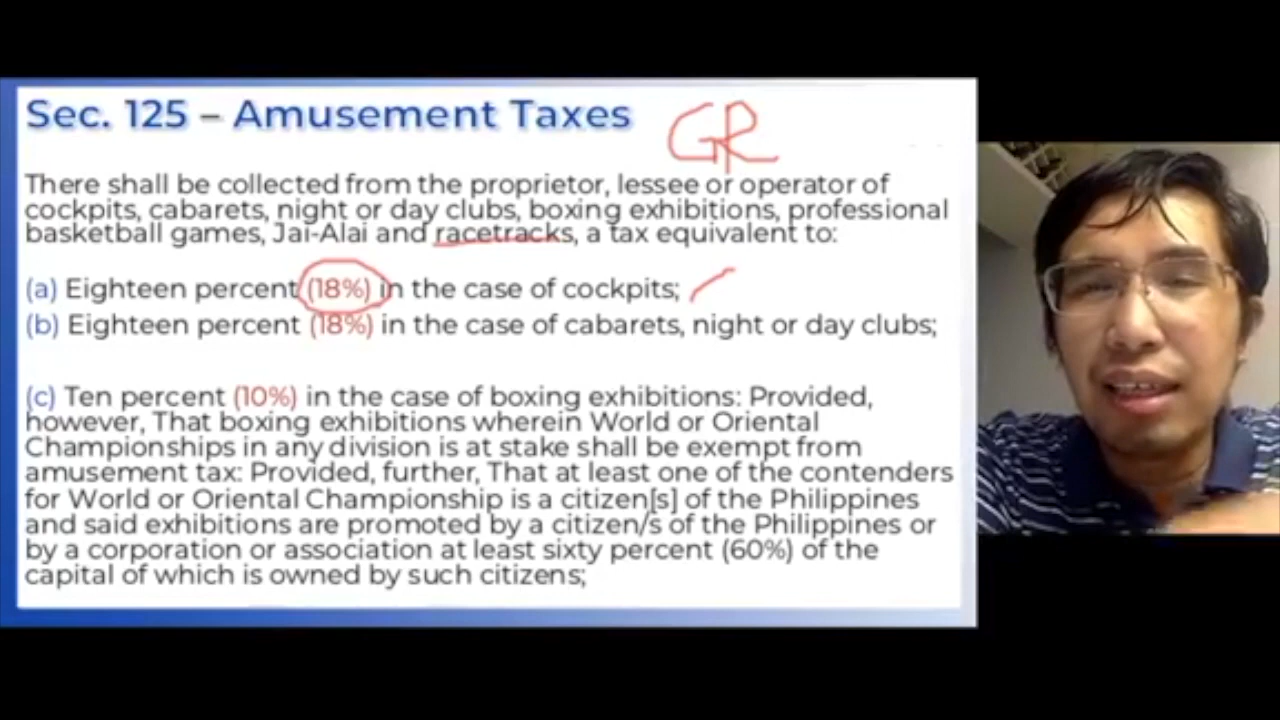 Sec. 125 – Amusement Taxes
GR
There shall be collected from the proprietor, lessee or operator of
cockpits, cabarets, night or day clubs, boxing exhibitions, professional
basketball games, Jai-Alai and racetracks, a tax equivalent to:
(a) Eighteen percent (18%) in the case of cockpits;
(b) Eighteen percent (18%) in the case of cabarets, night or day clubs;
(c) Ten percent (10%) in the case of boxing exhibitions: Provided,
however, That boxing exhibitions wherein World or Oriental
Championships in any division is at stake shall be exempt from
amusement tax: Provided, further, That at least one of the contenders
for World or Oriental Championship is a citizen[s] of the Philippines
and said exhibitions are promoted by a citizen/s of the Philippines or
by a corporation or association at least sixty percent (60%) of the
capital of which is owned by such citizens;